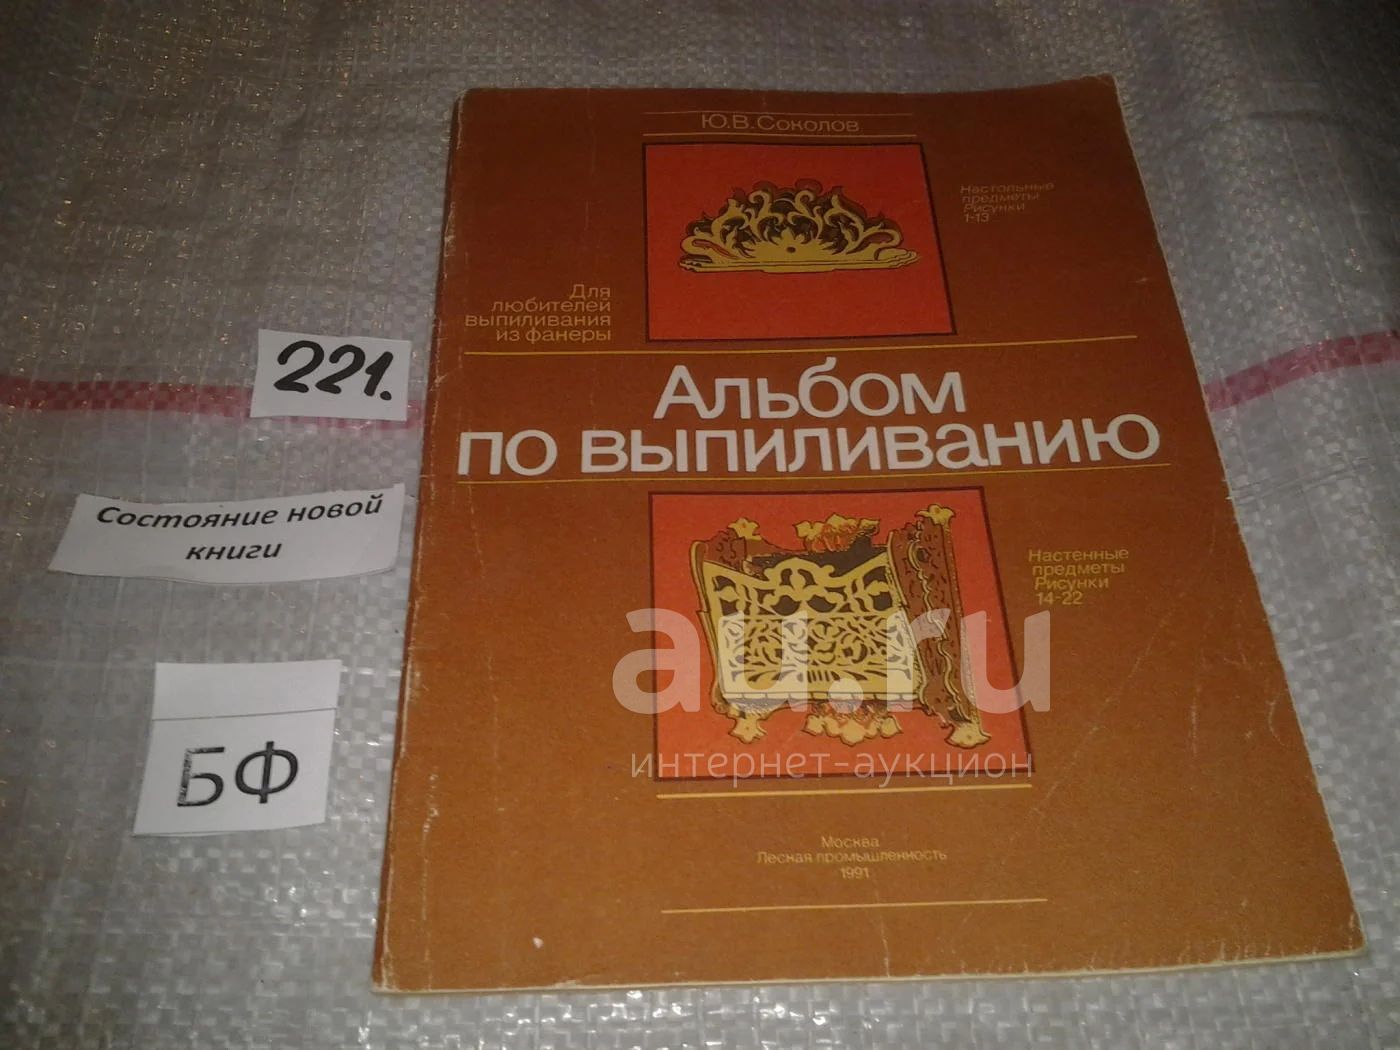 Ю.В.Соколов
Настольные
предметы
Рисунки
1-13
Для
любителей
выпиливания
из фанеры
221.
Альбом
по выпиливанию
Состояние новой
книги
Настенные
предметы
Рисунки
14-22
au.ru
интернет-аукцион
БФ
Москва
Лесная промышленность
1991